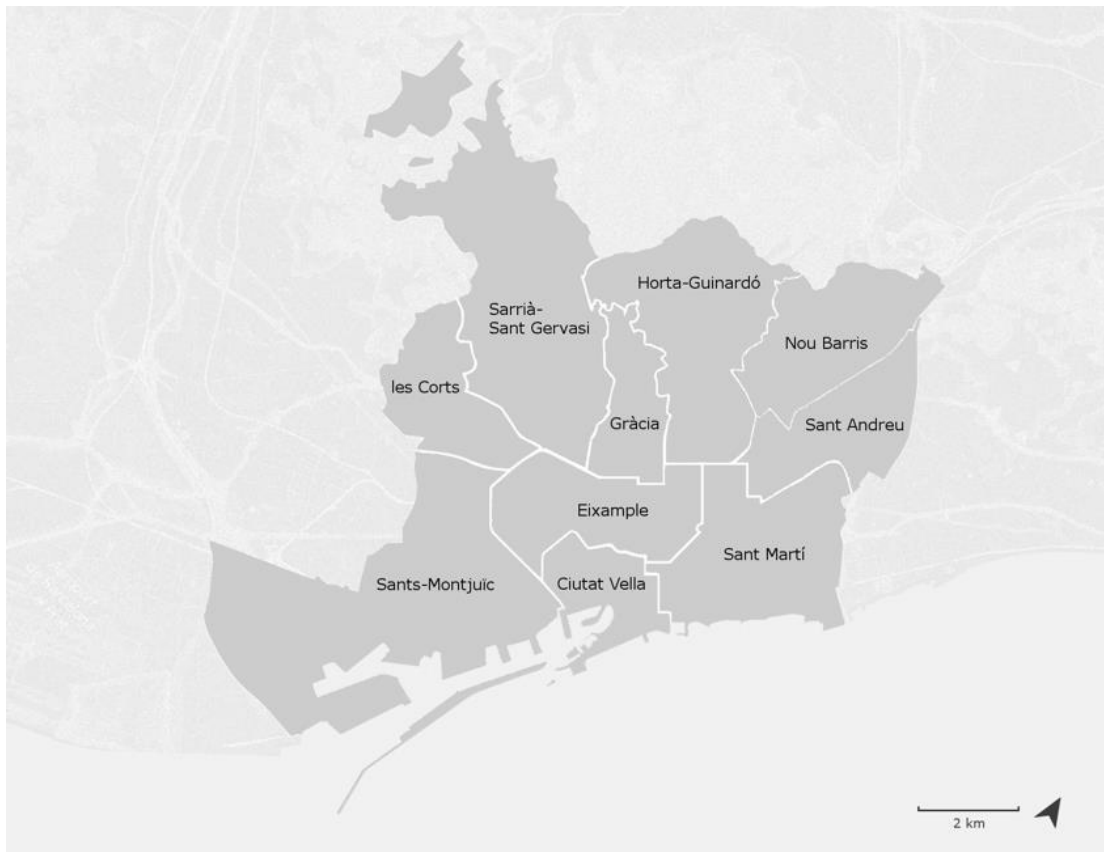 Horta-Guinardó
Sarrià-
Sant Gervasi
Nou Barris
les Corts
Gràcia
Sant Andreu
Eixample
Sant Martí
Sants-Montjuïc
Ciutat Vella
2 km